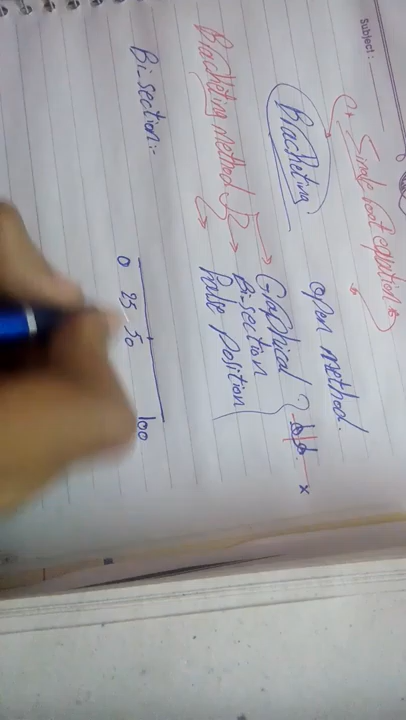 Subject :
C+ Single root equation
Bracketing open method.
Bracketing method Graphical
Bi-section
False position
x
Bi-section:-
0 25 50 100